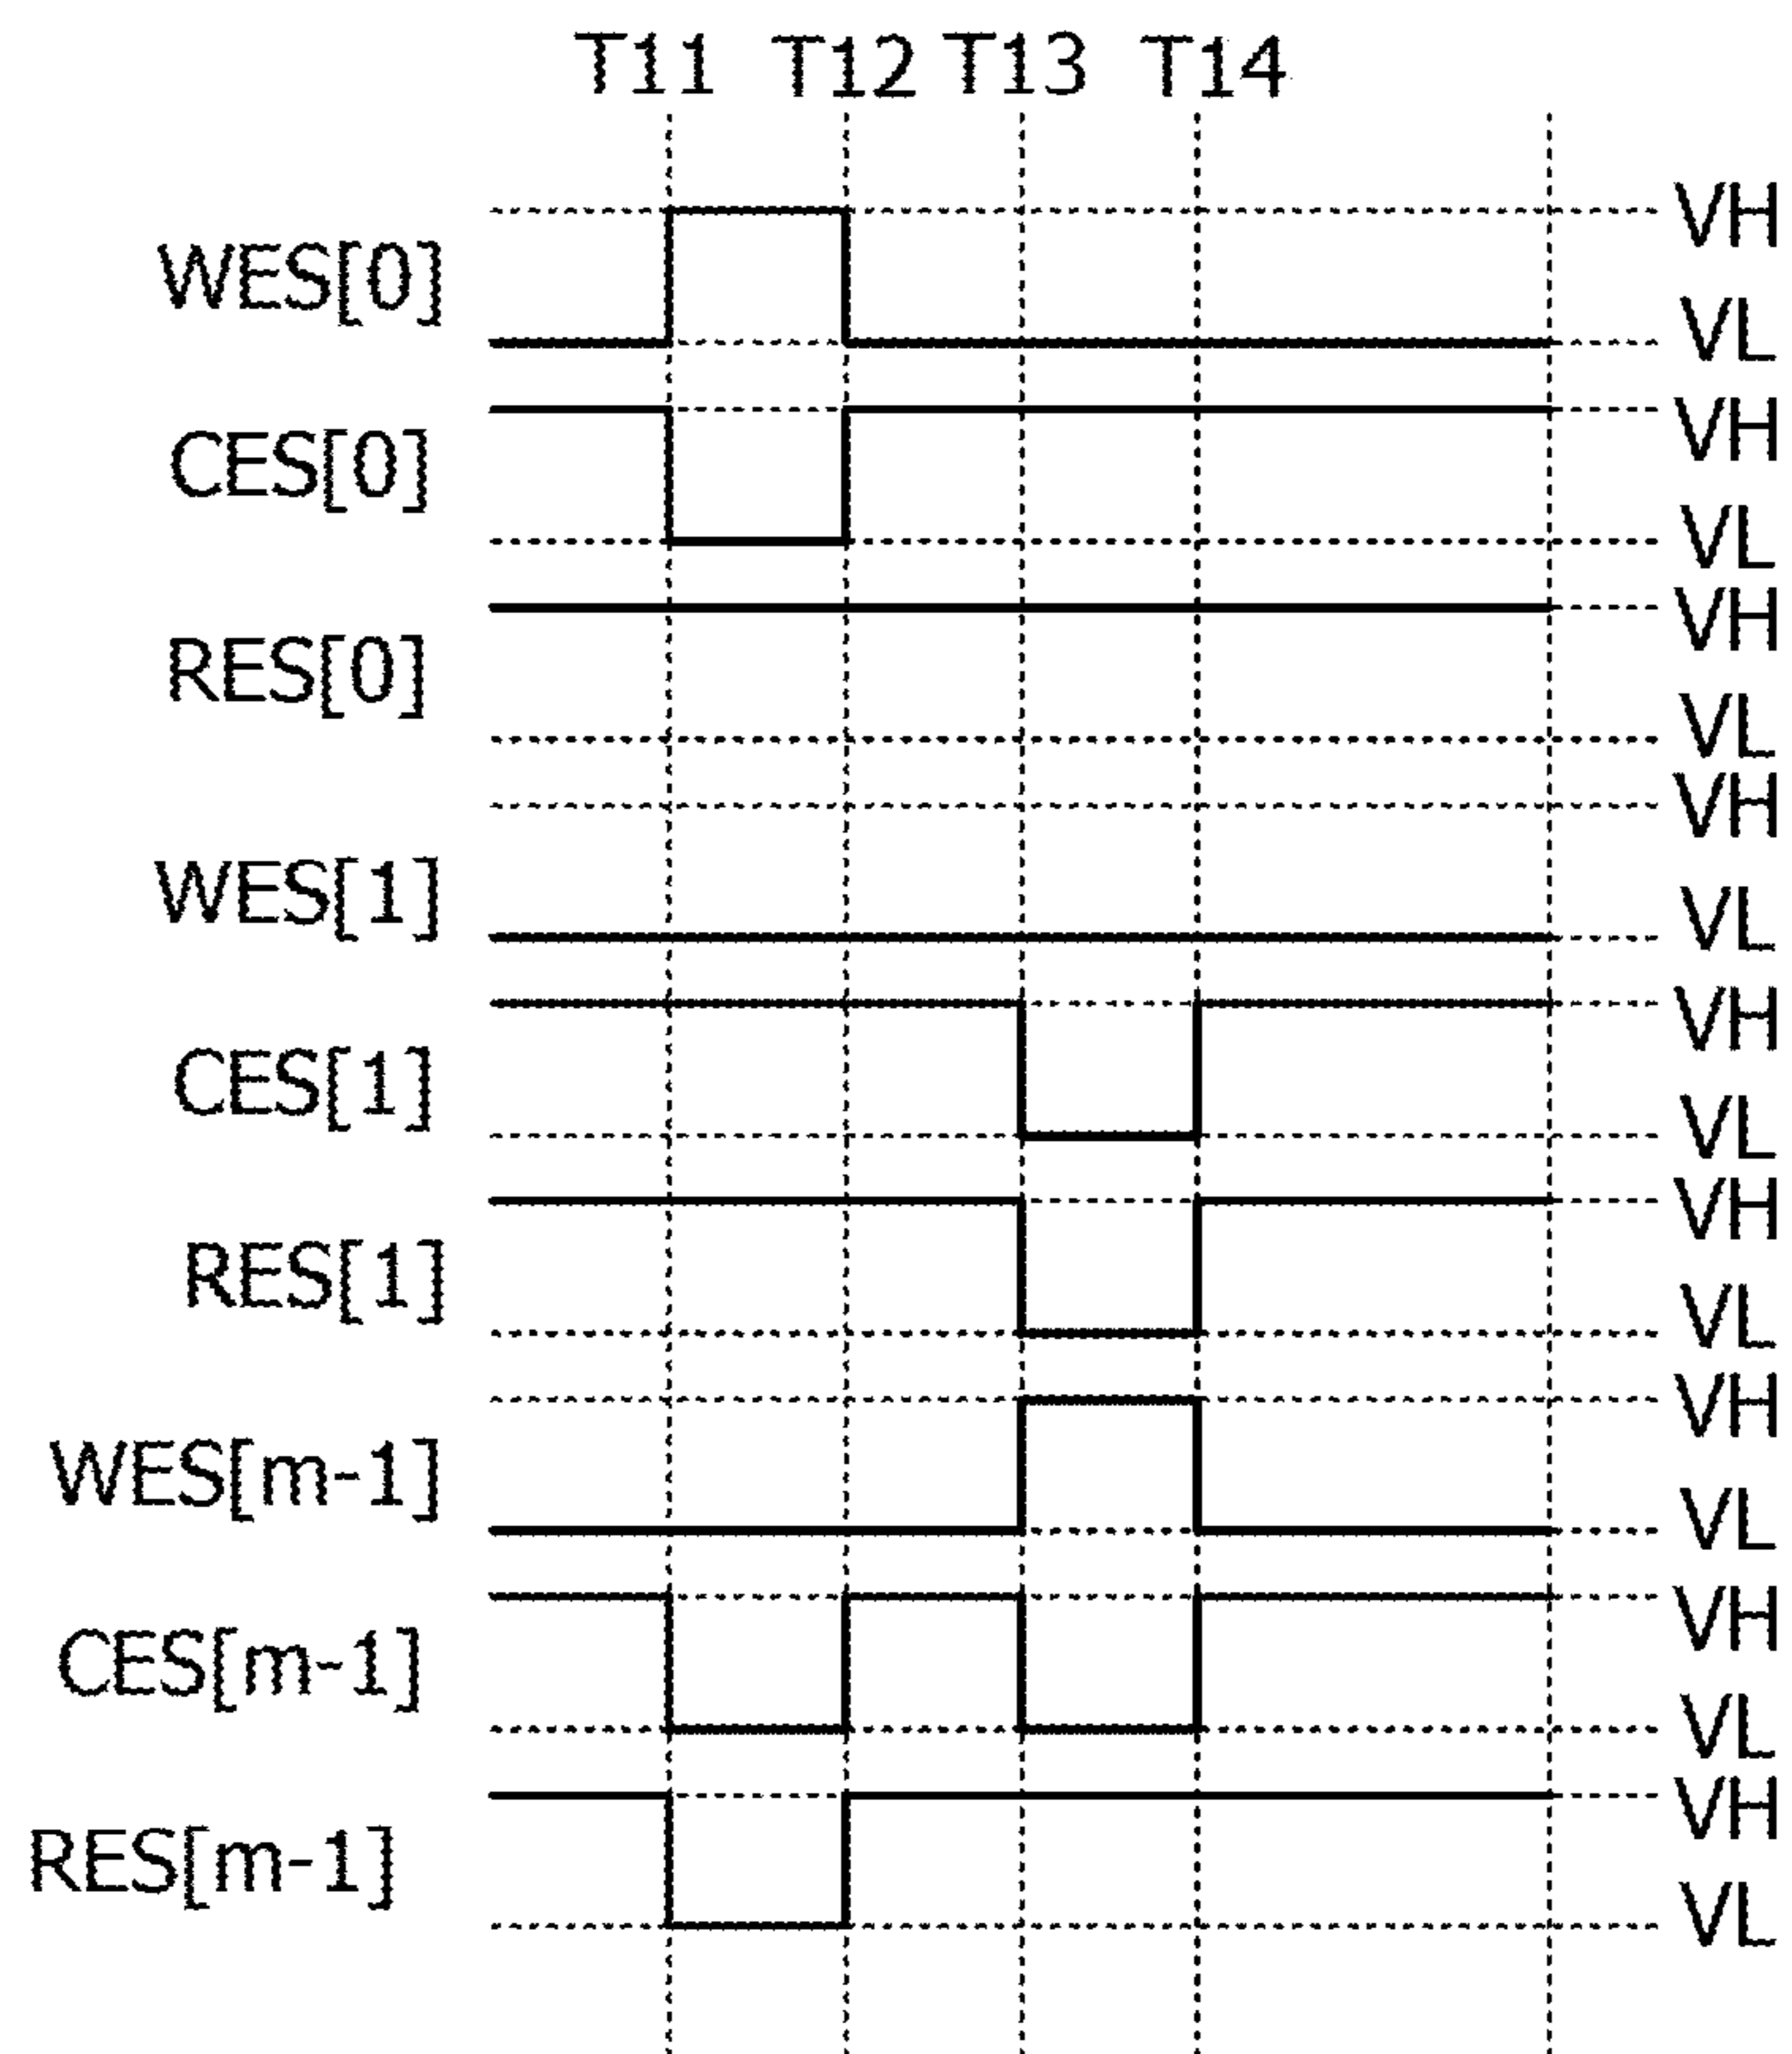 T11 T12 T13 T14
VH
WES[0]
VL
VH
CES[0]
VL
VH
RES[0]
VL
VH
WES[1]
VL
VH
CES[1]
VL
VH
RES[1]
VL
VH
WES[m-1]
VL
VH
CES[m-1]
VL
VH
RES[m-1]
VL